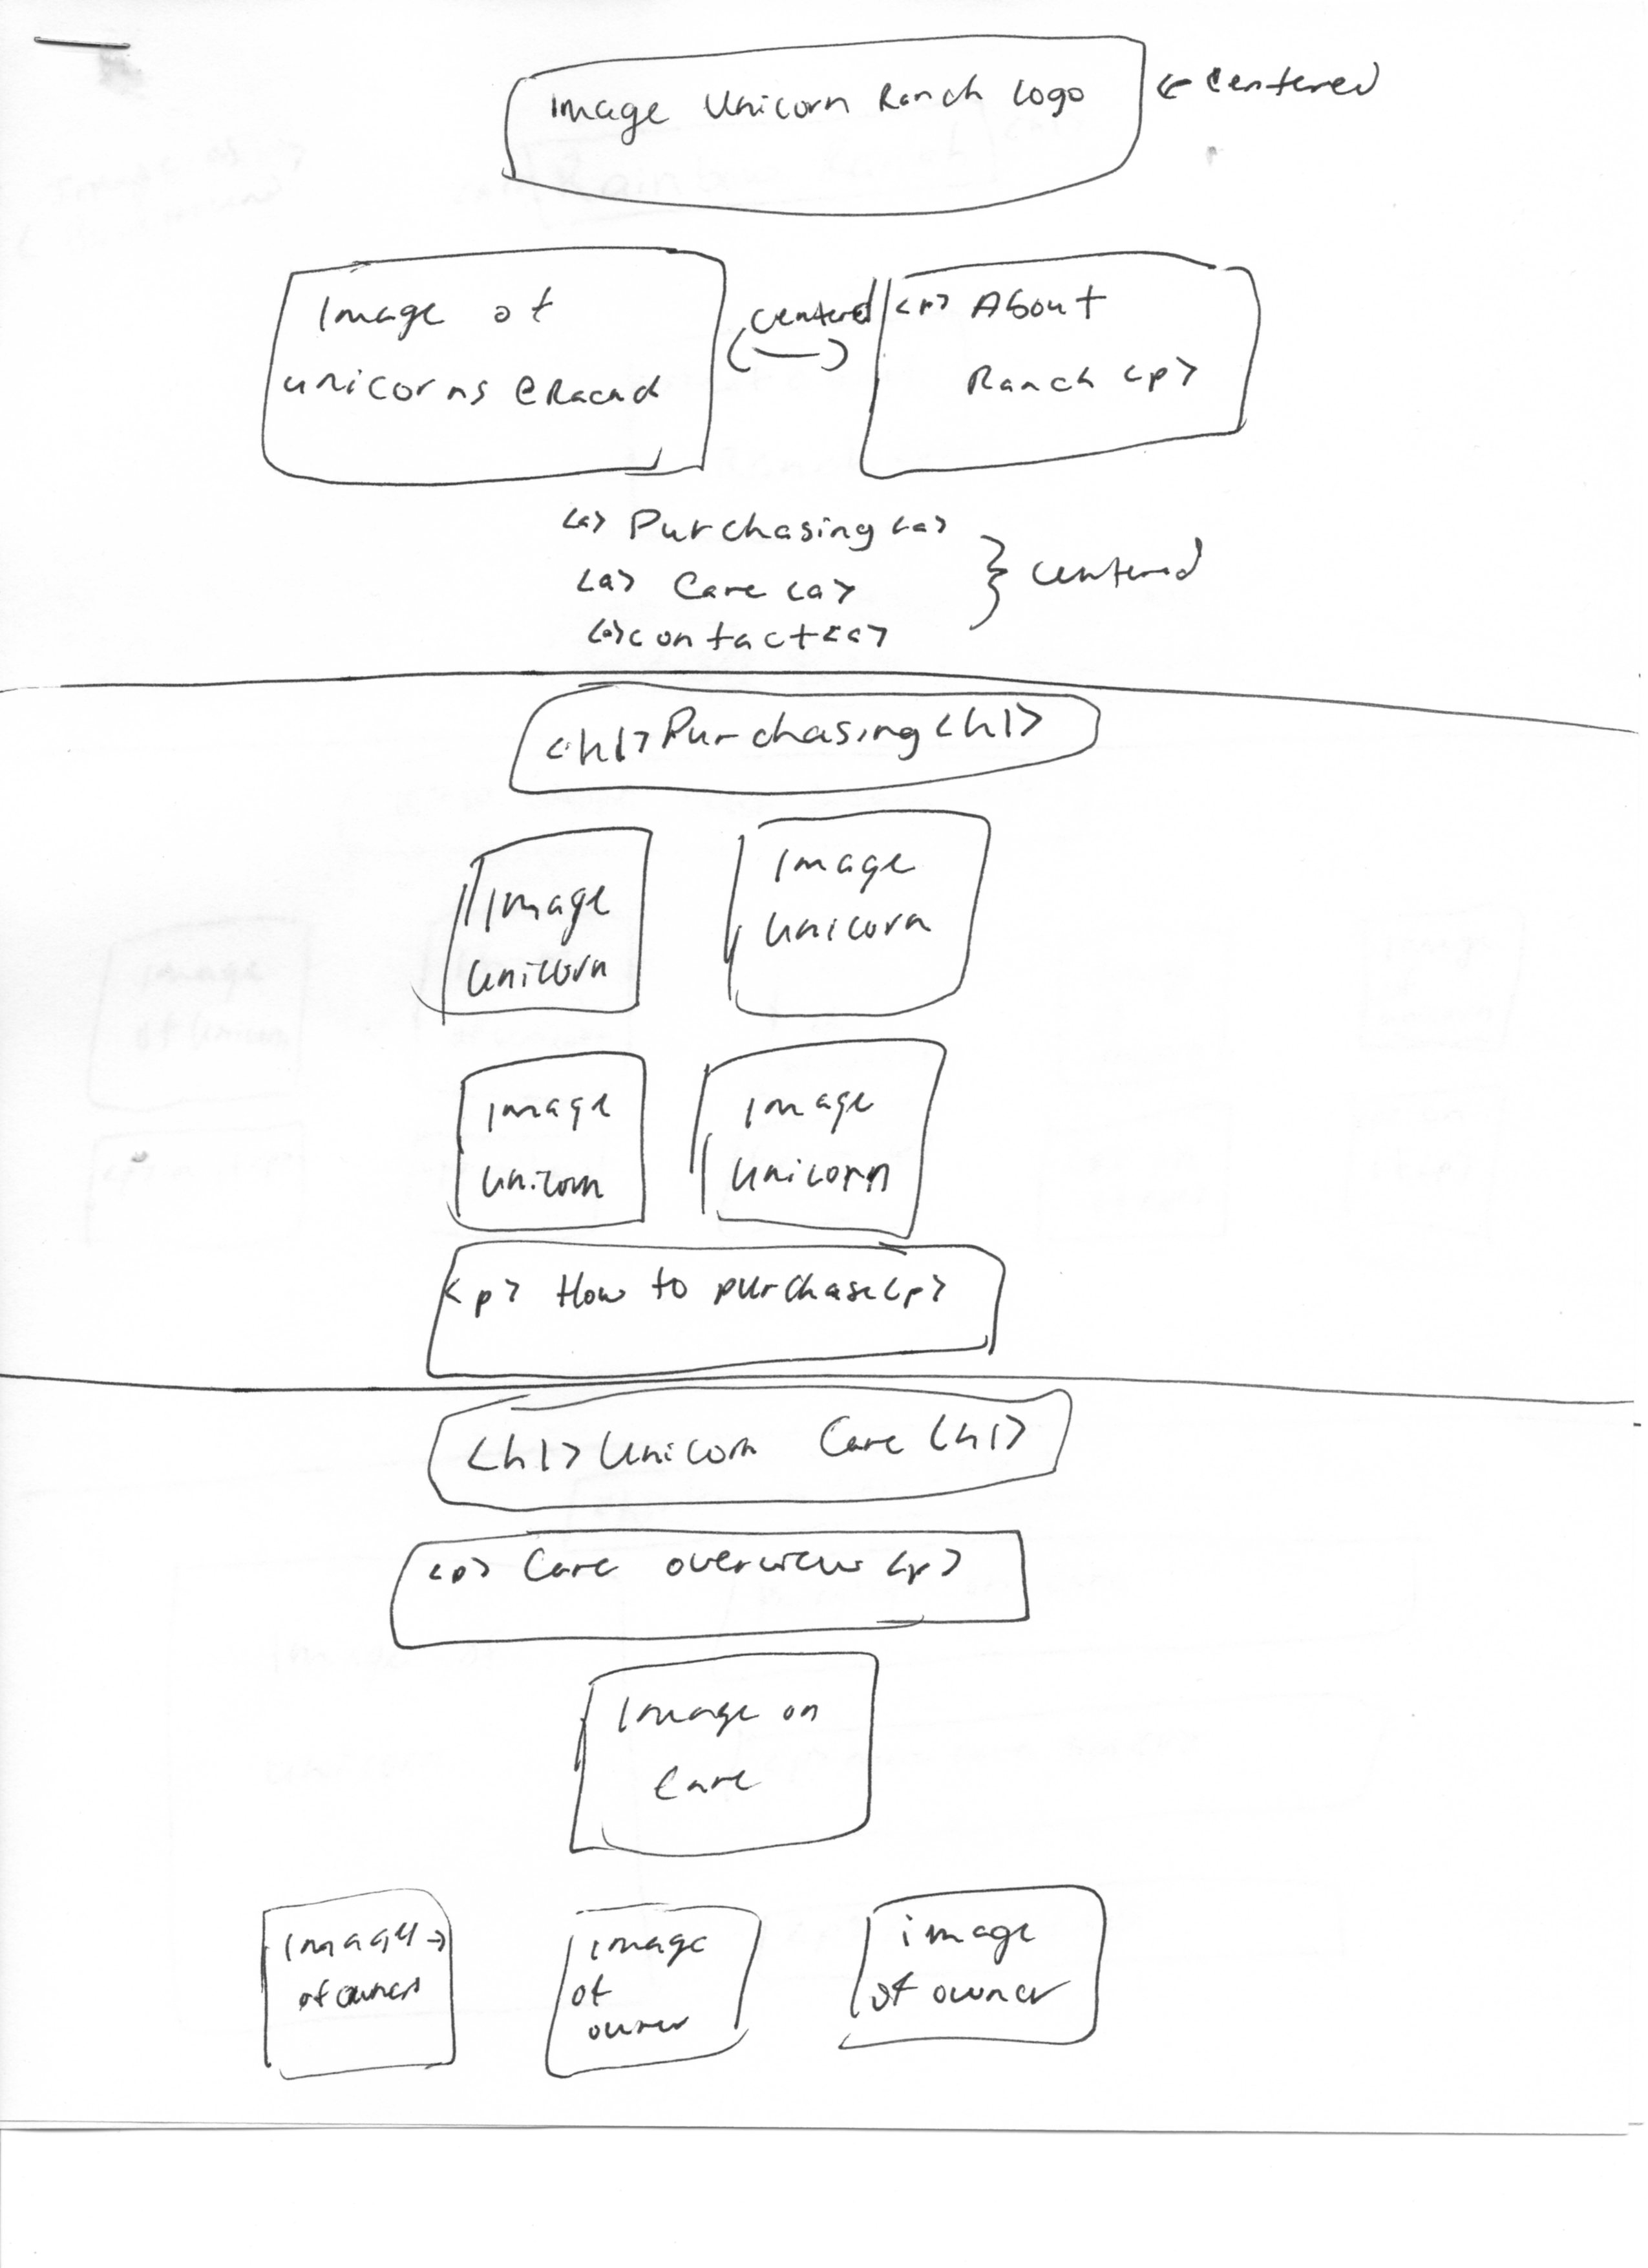 Image Unicorn Ranch Logo ← Centered
Image of
unicorns @Racnd
centered
<p> About
Ranch <p>
<a> Purchasing <a>
<a> Care <a>
<a>contact<a>
} centered
<h1>Purchasing<h1>
Image
Unicorn
Image
Unicorn
Image
Unicorn
Image
Unicorn
<p> How to purchase<p>
<h1>Unicorn Care<h1>
<p> Care overview <p>
Image on
Care
Image
of owner
image
of
owner
image
of owner